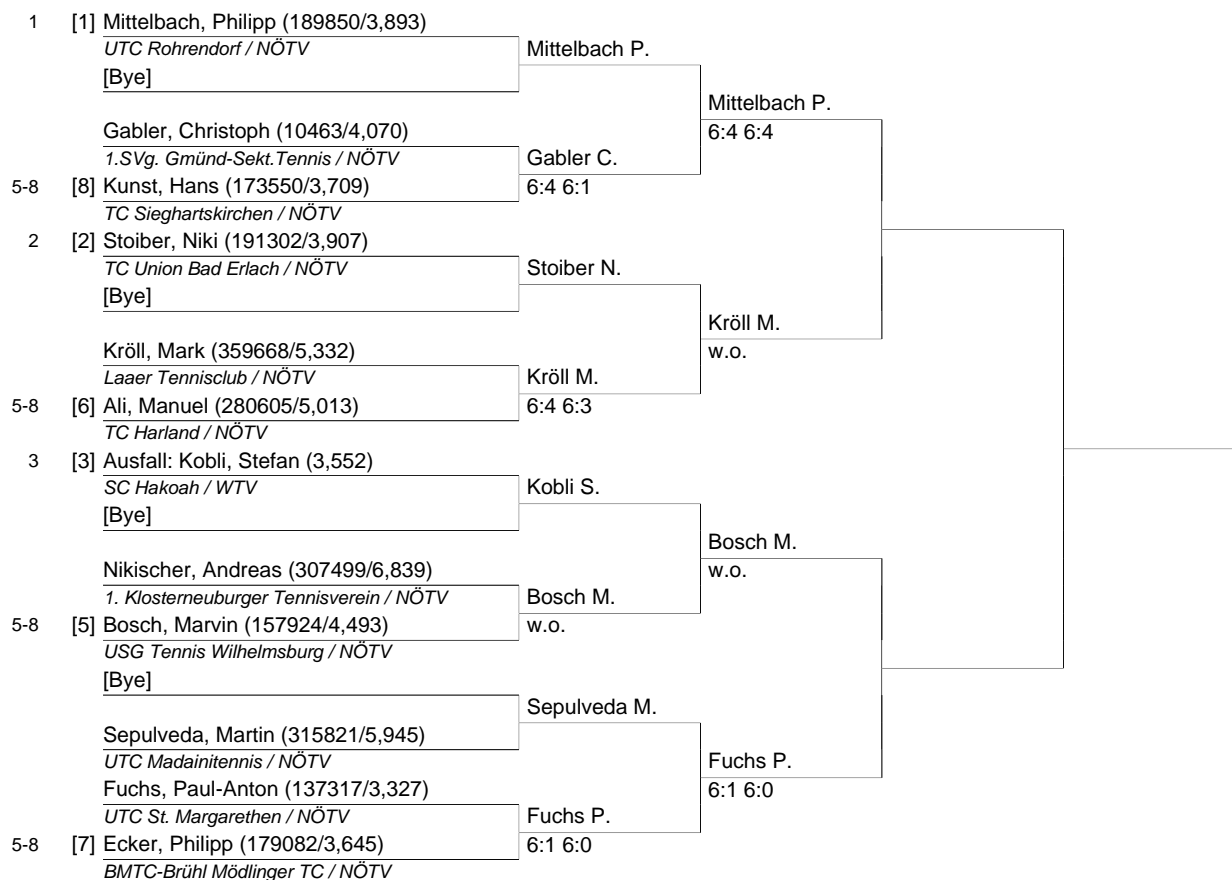 1 [1] Mittelbach, Philipp (189850/3,893)
UTC Rohrendorf / NÖTV
[Bye]
Gabler, Christoph (10463/4,070)
1.SVg. Gmünd-Sekt.Tennis / NÖTV
5-8 [8] Kunst, Hans (173550/3,709)
TC Sieghartskirchen / NÖTV
2 [2] Stoiber, Niki (191302/3,907)
TC Union Bad Erlach / NÖTV
[Bye]
Kröll, Mark (359668/5,332)
Laaer Tennisclub / NÖTV
5-8 [6] Ali, Manuel (280605/5,013)
TC Harland / NÖTV
3 [3] Ausfall: Kobli, Stefan (3,552)
SC Hakoah / WTV
[Bye]
Nikischer, Andreas (307499/6,839)
1. Klosterneuburger Tennisverein / NÖTV
5-8 [5] Bosch, Marvin (157924/4,493)
USG Tennis Wilhelmsburg / NÖTV
[Bye]
Sepulveda, Martin (315821/5,945)
UTC Madainitennis / NÖTV
Fuchs, Paul-Anton (137317/3,327)
UTC St. Margarethen / NÖTV
5-8 [7] Ecker, Philipp (179082/3,645)
BMTC-Brühl Mödlinger TC / NÖTV
Mittelbach P.
Gabler C.
6:4 6:1
Stoiber N.
Kröll M.
6:4 6:3
Kobli S.
Bosch M.
w.o.
Sepulveda M.
Fuchs P.
6:1 6:0
Mittelbach P.
6:4 6:4
Kröll M.
w.o.
Bosch M.
w.o.
Fuchs P.
6:1 6:0